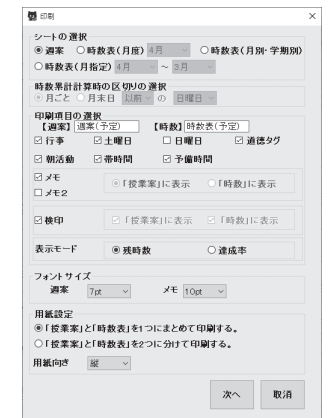 印刷
シートの選択
週案 時数表(月度) 4月 時数表(月別・学期別)
時数表(月指定) 4月 ～ 3月
時数累計計算時の区切りの選択
月ごと 月末日 以前 の 日曜日
印刷項目の選択
【週案】 週案(予定) 【時数】 時数表(予定)
行事 土曜日 日曜日 道徳タグ
朝活動 帯時間 予備時間
メモ
メモ2
「授業案」に表示 「時数」に表示
検印 「授業案」に表示 「時数」に表示
表示モード 残時数 達成率
フォントサイズ
週案 7pt メモ 10pt
用紙設定
「授業案」と「時数表」を1つにまとめて印刷する。
「授業案」と「時数表」を2つに分けて印刷する。
用紙向き 縦
次へ 取消